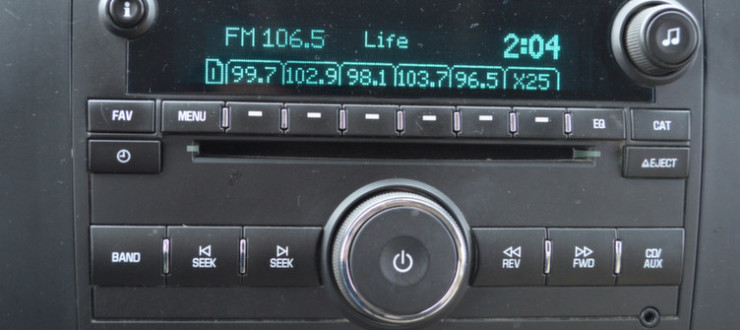 i
FM 106.5 Life 2:04
1 99.7 102.9 98.1 103.7 96.5 X25
FAV MENU EQ CAT
EJECT
BAND SEEK SEEK REV FWD CD/
AUX